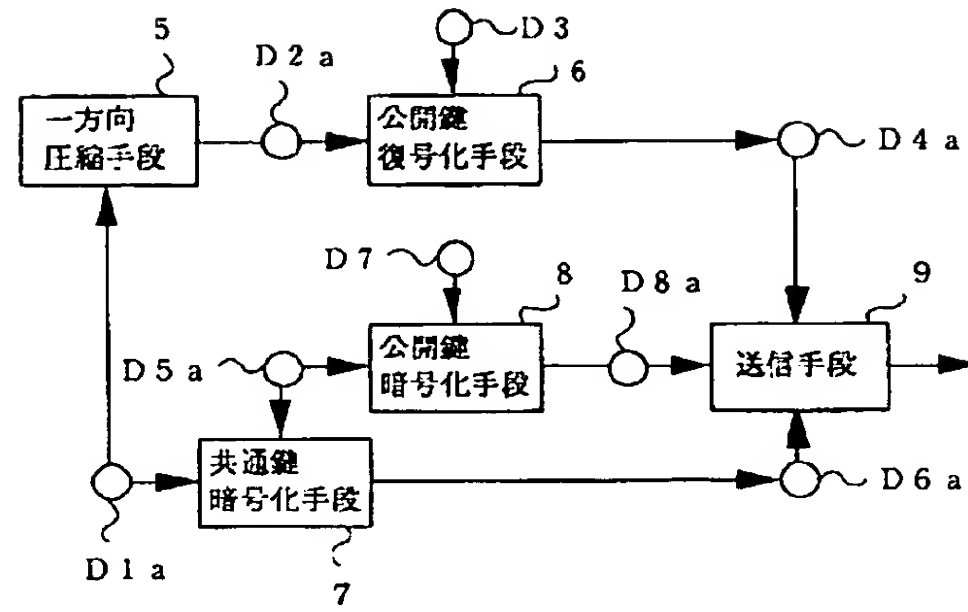 5
D2a
D3
6
一方向
圧縮手段
公開鍵
復号化手段
D4a
D7
8
D8a
9
D5a
公開鍵
暗号化手段
送信手段
共通鍵
暗号化手段
D6a
D1a
7